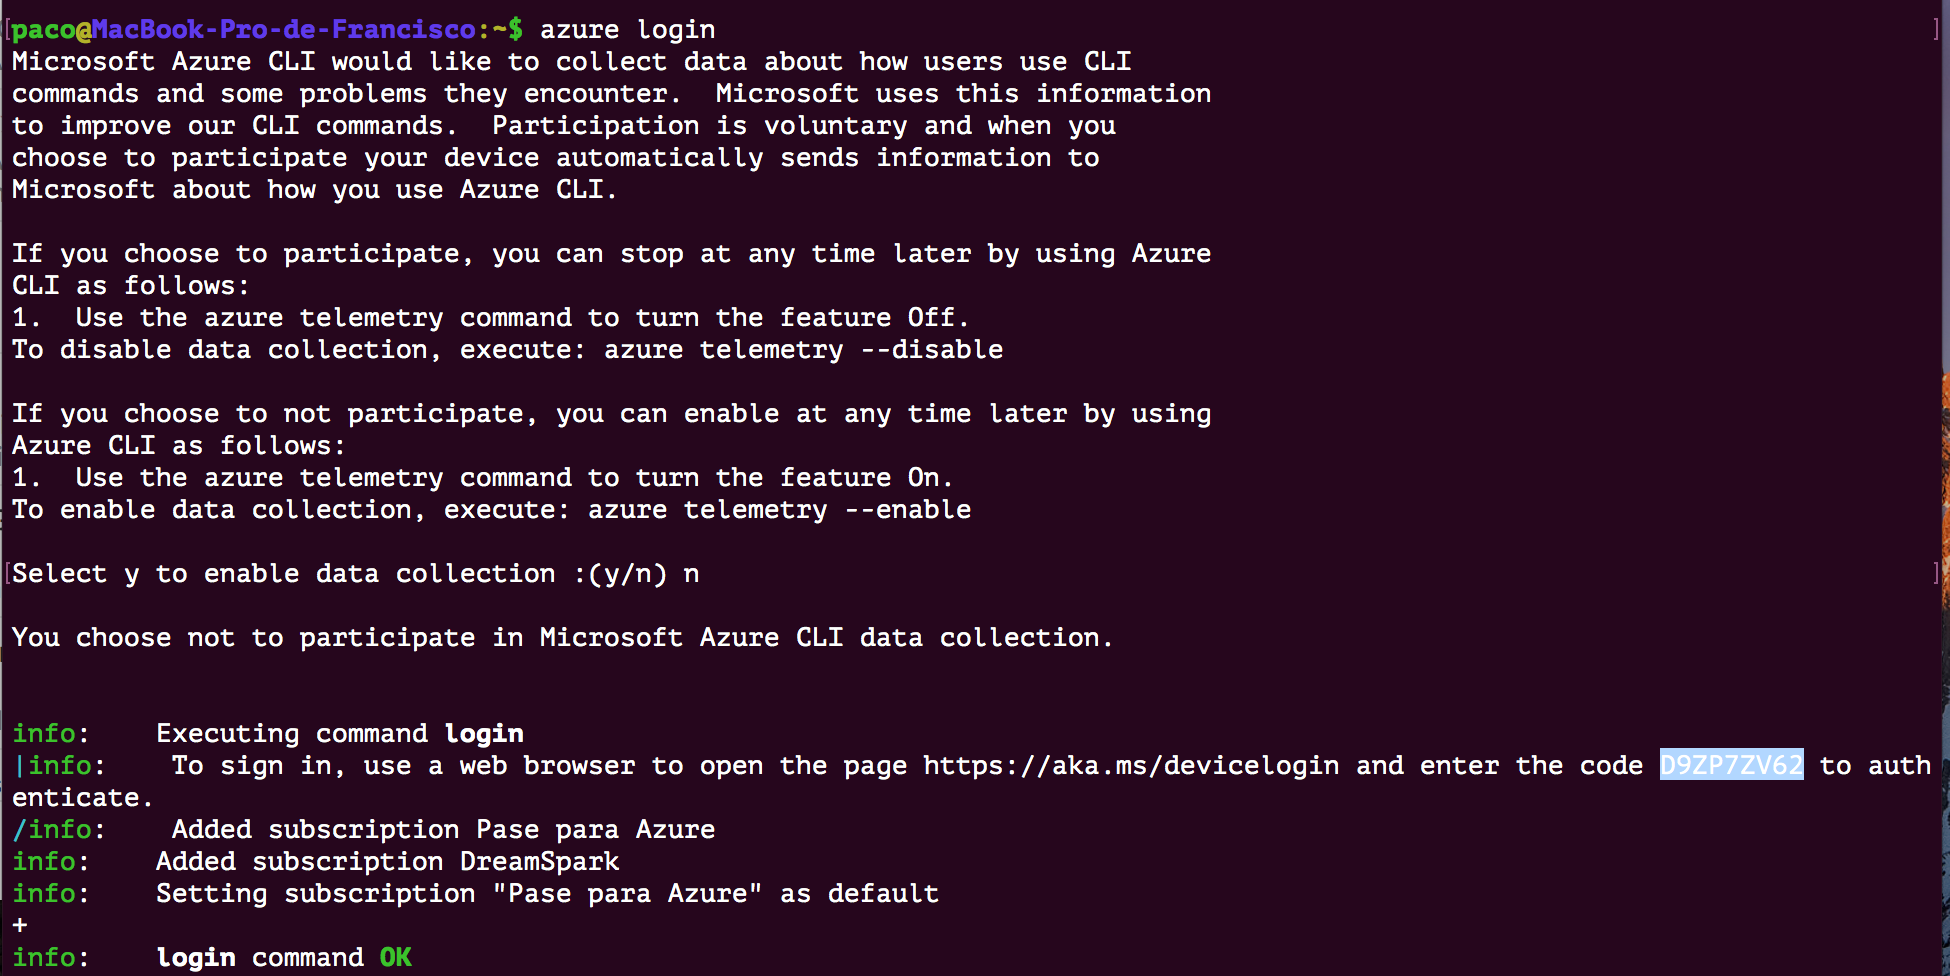 paco@MacBook-Pro-de-Francisco:~$ azure login
Microsoft Azure CLI would like to collect data about how users use CLI
commands and some problems they encounter.  Microsoft uses this information
to improve our CLI commands.  Participation is voluntary and when you
choose to participate your device automatically sends information to
Microsoft about how you use Azure CLI.

If you choose to participate, you can stop at any time later by using Azure
CLI as follows:
1.  Use the azure telemetry command to turn the feature Off.
To disable data collection, execute: azure telemetry --disable

If you choose to not participate, you can enable at any time later by using
Azure CLI as follows:
1.  Use the azure telemetry command to turn the feature On.
To enable data collection, execute: azure telemetry --enable

Select y to enable data collection :(y/n) n

You choose not to participate in Microsoft Azure CLI data collection.

info:    Executing command login
|info:    To sign in, use a web browser to open the page https://aka.ms/devicelogin and enter the code D9ZP7ZV62 to auth
enticate.
/info:    Added subscription Pase para Azure
info:    Added subscription DreamSpark
info:    Setting subscription "Pase para Azure" as default
+
info:    login command OK